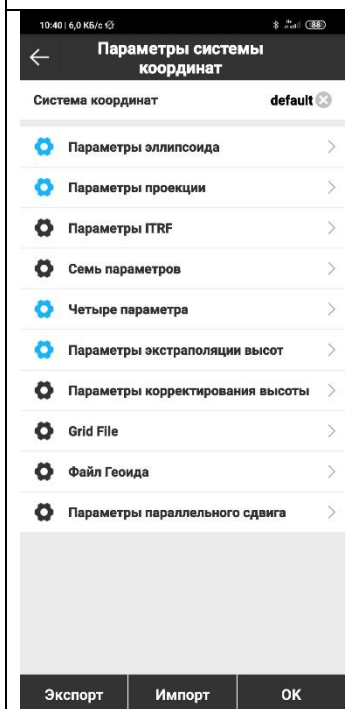 10:40 | 6,0 КБ/с
88
Параметры системы
координат
Система координат default
Параметры эллипсоида
Параметры проекции
Параметры ITRF
Семь параметров
Четыре параметра
Параметры экстраполяции высот
Параметры корректирования высоты
Grid File
Файл Геоида
Параметры параллельного сдвига
Экспорт Импорт OK